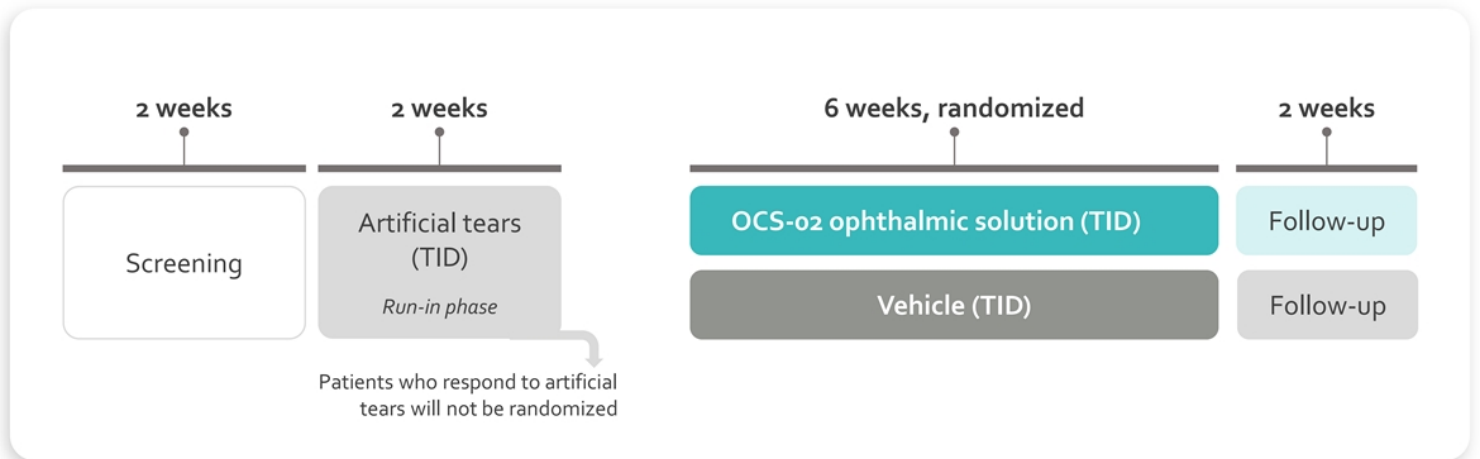 2 weeks
2 weeks
6 weeks, randomized
2 weeks
Screening
Artificial tears
(TID)
Run-in phase
OCS-02 ophthalmic solution (TID)
Follow-up
Vehicle (TID)
Follow-up
Patients who respond to artificial
tears will not be randomized